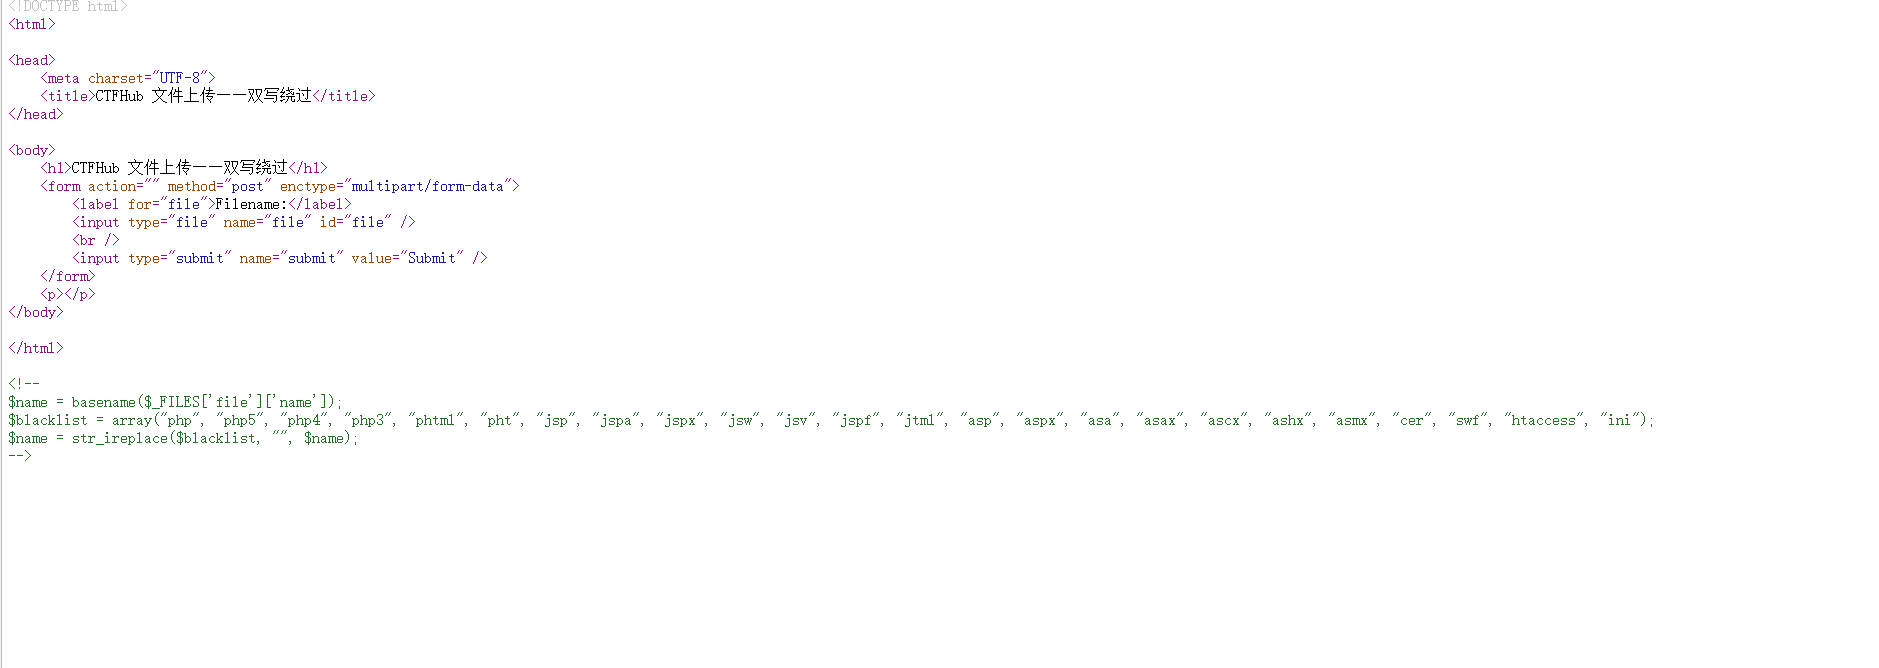 <!DOCTYPE html>
<html>
<head>
<meta charset="UTF-8">
<title>CTFHub 文件上传——双写绕过</title>
</head>
<body>
<h1>CTFHub 文件上传——双写绕过</h1>
<form action="" method="post" enctype="multipart/form-data">
<label for="file">Filename:</label>
<input type="file" name="file" id="file" />
<br />
<input type="submit" name="submit" value="Submit" />
</form>
<p></p>
</body>
</html>
<!--
$name = basename($_FILES['file']['name']);
$blacklist = array("php", "php5", "php4", "php3", "phtml", "pht", "jsp", "jspa", "jspx", "jsw", "jsv", "jspf", "jtml", "asp", "aspx", "asa", "asax", "ascx", "ashx", "asmx", "cer", "swf", "htaccess", "ini");
$name = str_ireplace($blacklist, "", $name);
-->